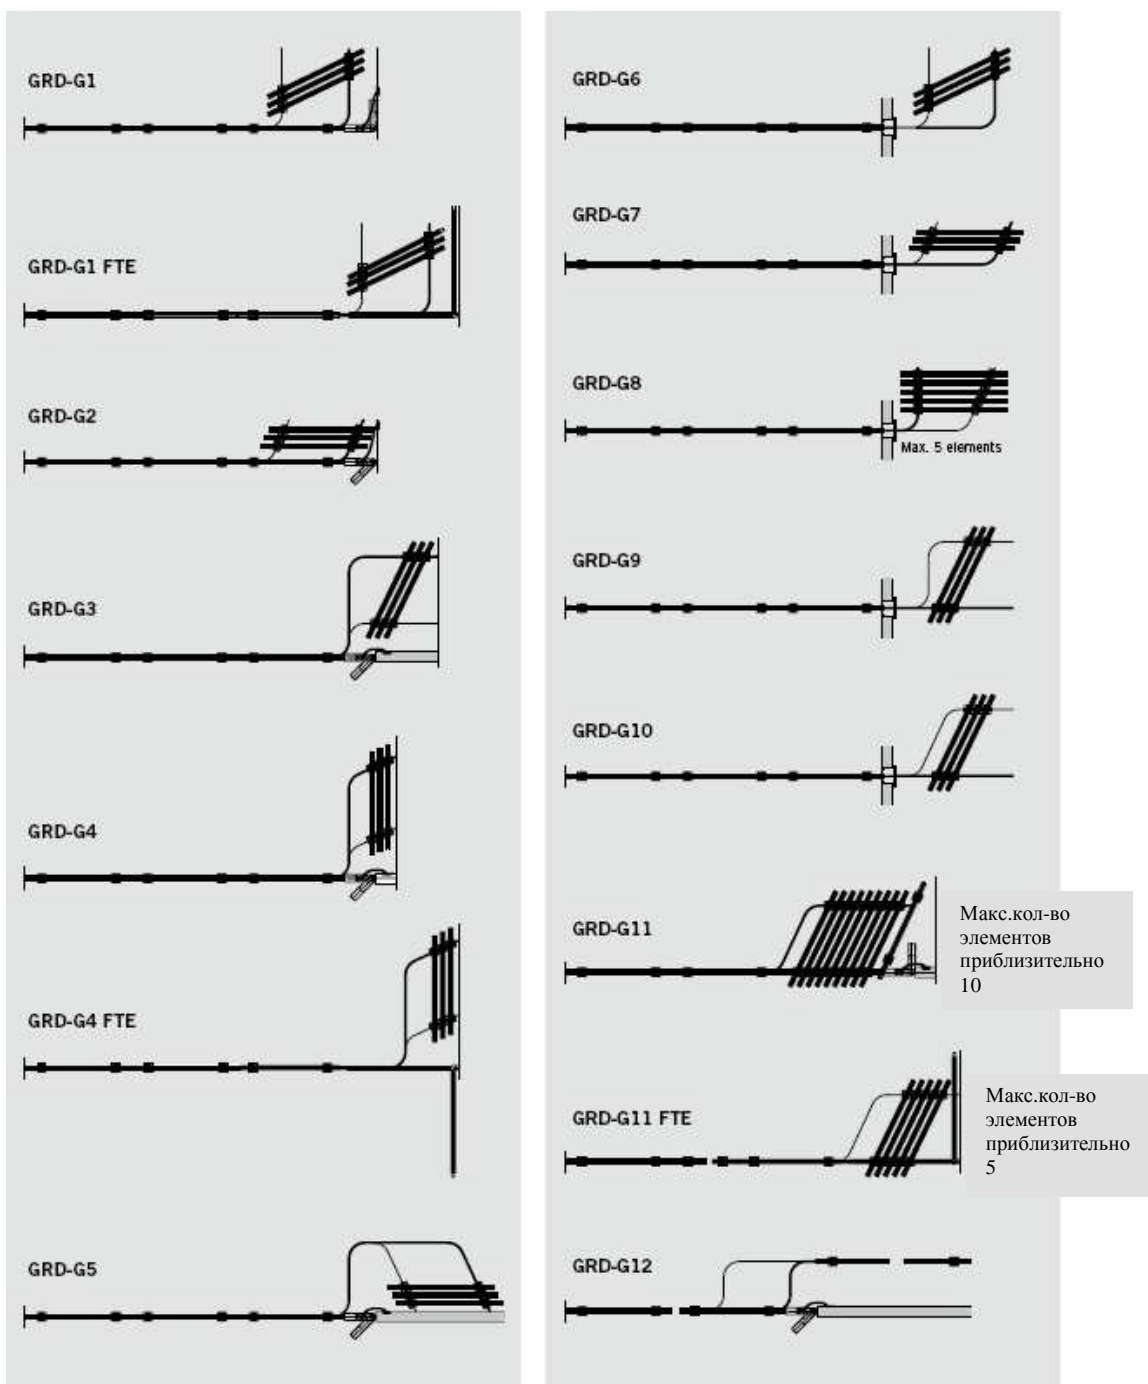 GRD-G1
GRD-G1 FTE
GRD-G2
GRD-G3
GRD-G4
GRD-G4 FTE
GRD-G5
GRD-G6
GRD-G7
GRD-G8
Max. 5 elements
GRD-G9
GRD-G10
GRD-G11
Макс.кол-во
элементов
приблизительно
10
GRD-G11 FTE
Макс.кол-во
элементов
приблизительно
5
GRD-G12